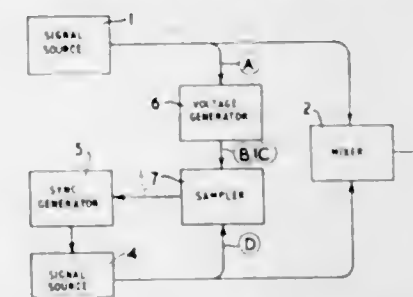 1
SIGNAL
SOURCE
A
6
VOLTAGE
GENERATOR
2
MIXER
5
B(C)
SYNC
GENERATOR
7
SAMPLER
4
SIGNAL
SOURCE
D